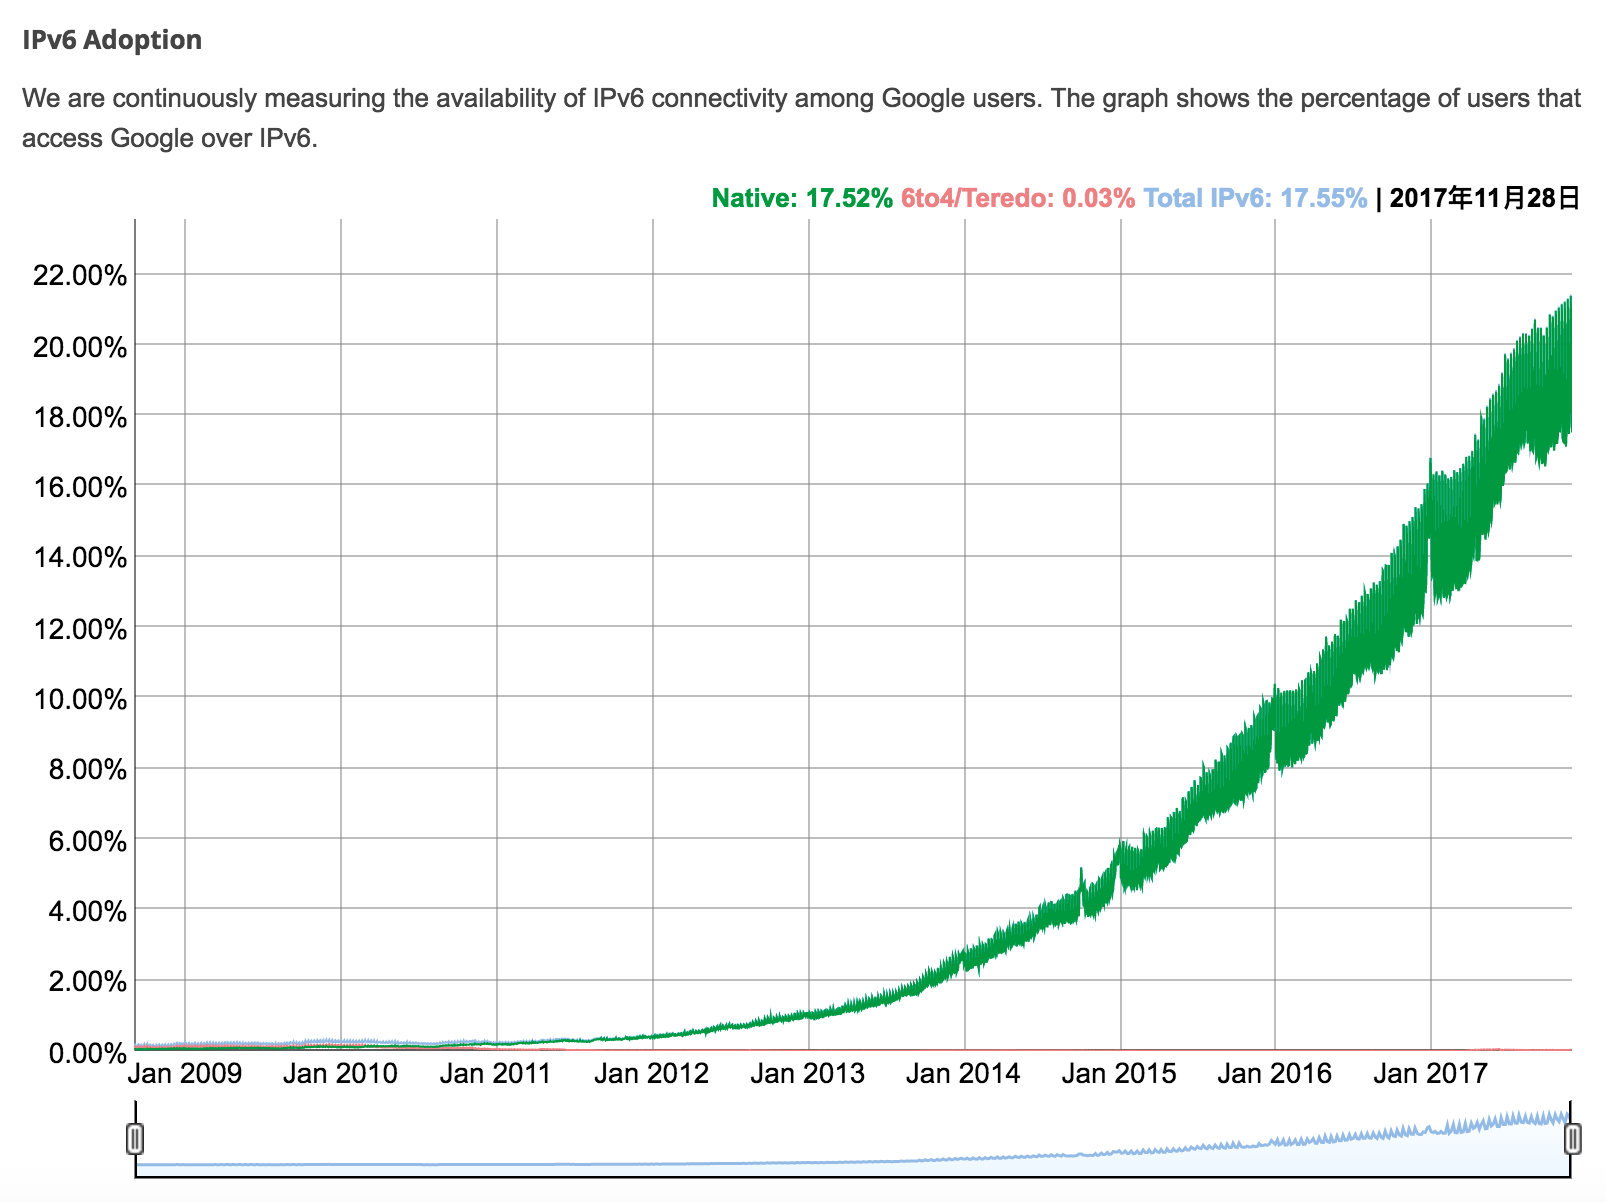 IPv6 Adoption
We are continuously measuring the availability of IPv6 connectivity among Google users. The graph shows the percentage of users that
access Google over IPv6.
Native: 17.52% 6to4/Teredo: 0.03% Total IPv6: 17.55% | 2017年11月28日
22.00%
20.00%
18.00%
16.00%
14.00%
12.00%
10.00%
8.00%
6.00%
4.00%
2.00%
0.00%
Jan 2009 Jan 2010 Jan 2011 Jan 2012 Jan 2013 Jan 2014 Jan 2015 Jan 2016 Jan 2017